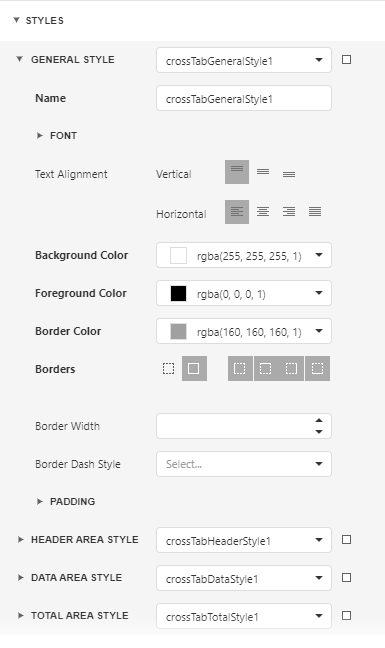 STYLES
GENERAL STYLE crossTabGeneralStyle1
Name crossTabGeneralStyle1
FONT
Text Alignment Vertical
Horizontal
Background Color rgba(255, 255, 255, 1)
Foreground Color rgba(0, 0, 0, 1)
Border Color rgba(160, 160, 160, 1)
Borders
Border Width
Border Dash Style Select...
PADDING
HEADER AREA STYLE crossTabHeaderStyle1
DATA AREA STYLE crossTabDataStyle1
TOTAL AREA STYLE crossTabTotalStyle1